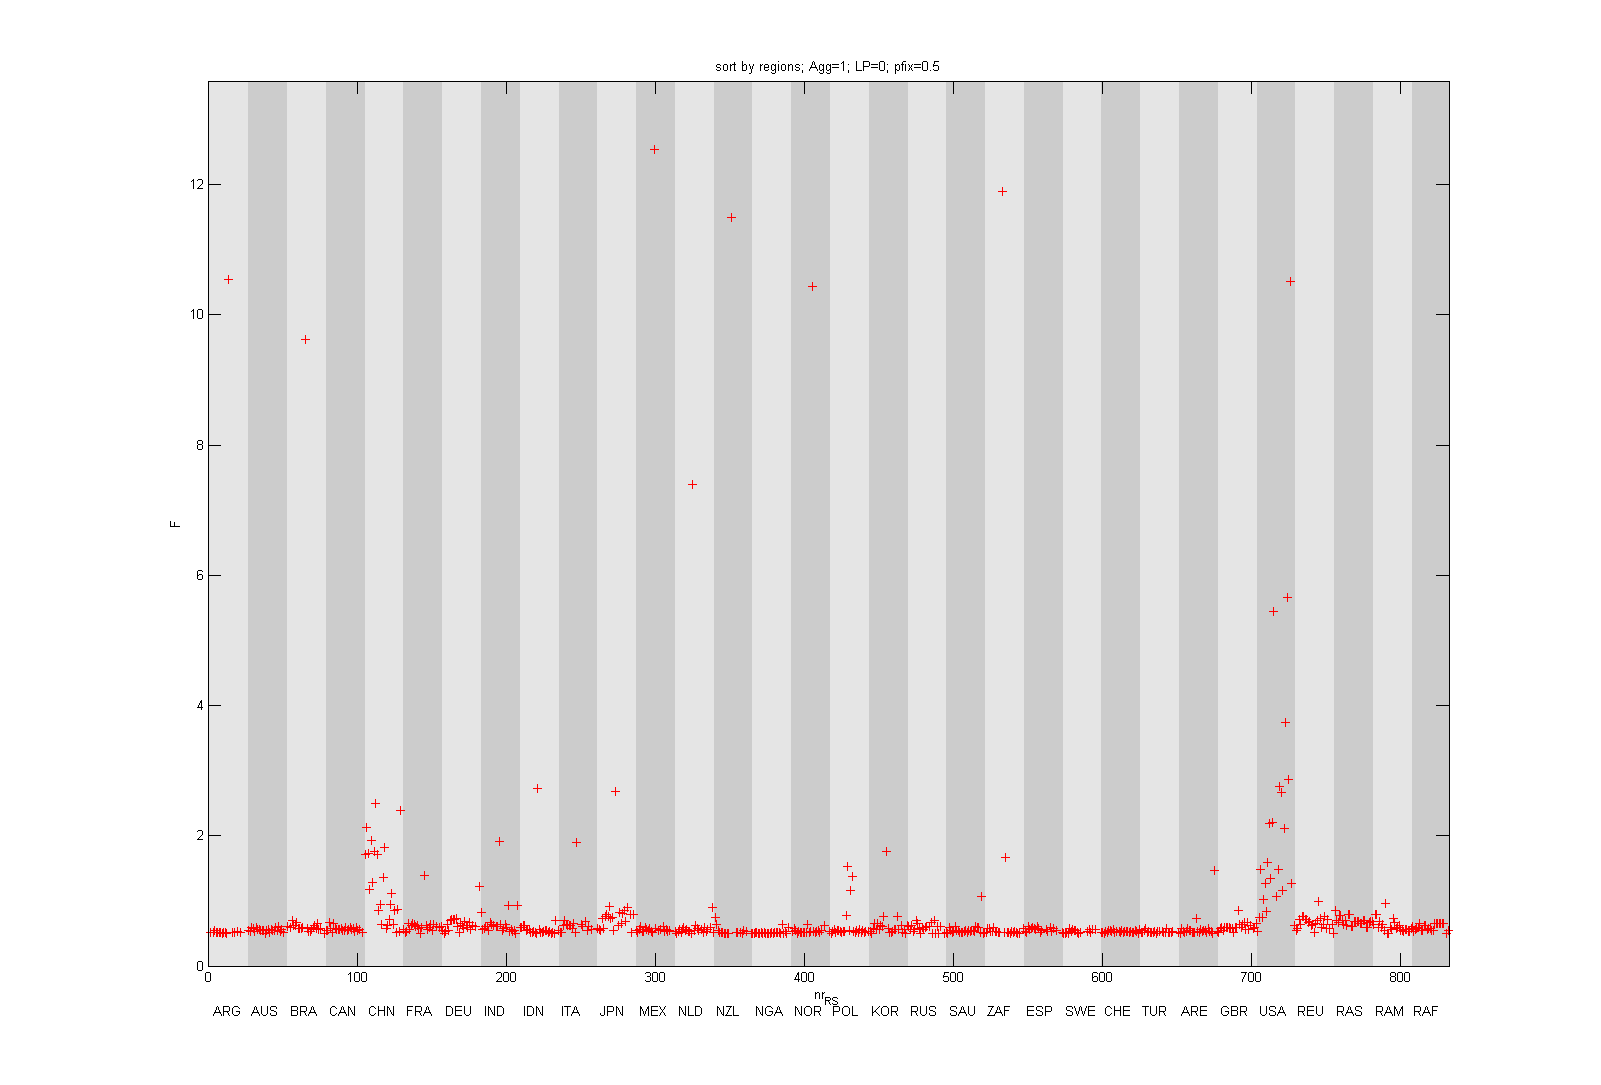 sort by regions; Agg=1; LP=0; pfix=0.5
12
10
8
6
4
2
0
F
0 100 200 300 400 500 600 700 800
nrRS
ARG AUS BRA CAN CHN FRA DEU IND IDN ITA JPN MEX NLD NZL NGA NOR POL KOR RUS SAU ZAF ESP SWE CHE TUR ARE GBR USA REU RAS RAM RAF